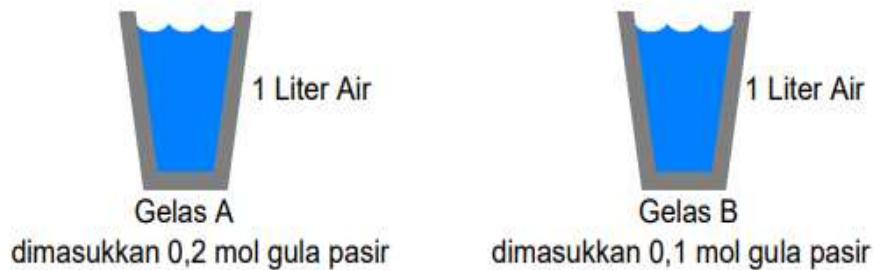 1 Liter Air
1 Liter Air
Gelas A
Gelas B
dimasukkan 0,2 mol gula pasir
dimasukkan 0,1 mol gula pasir